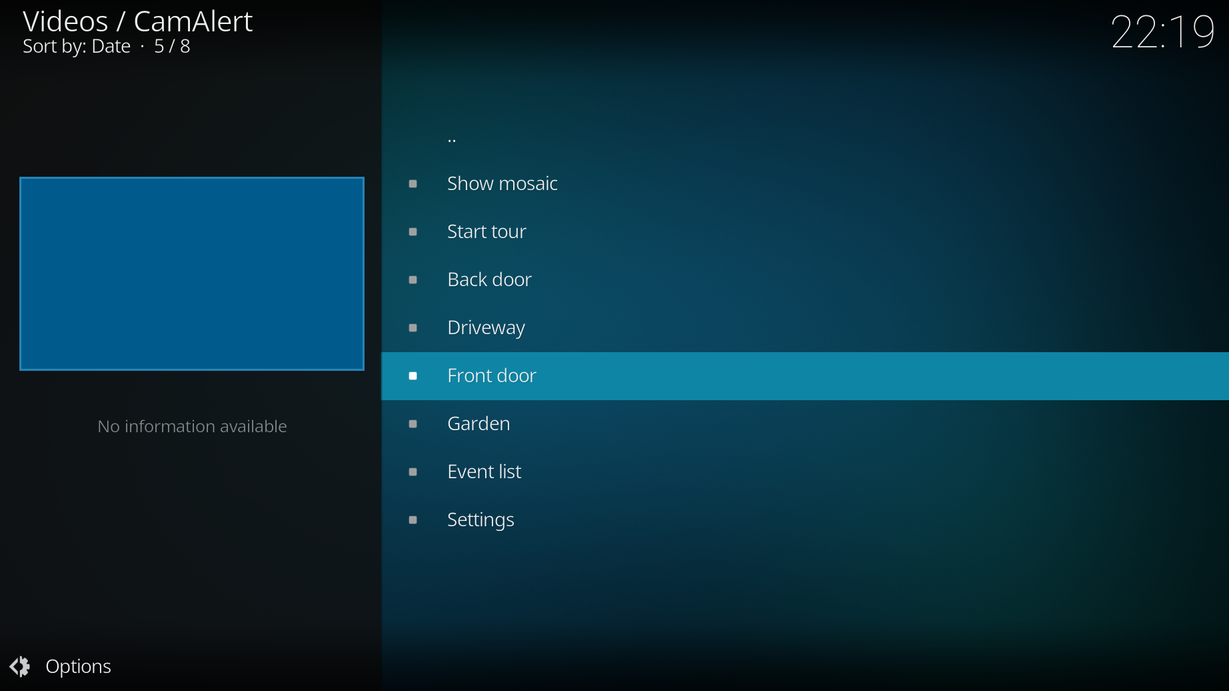 Videos / CamAlert
Sort by: Date · 5 / 8
22:19
..
Show mosaic
Start tour
Back door
Driveway
Front door
Garden
Event list
Settings
No information available
Options